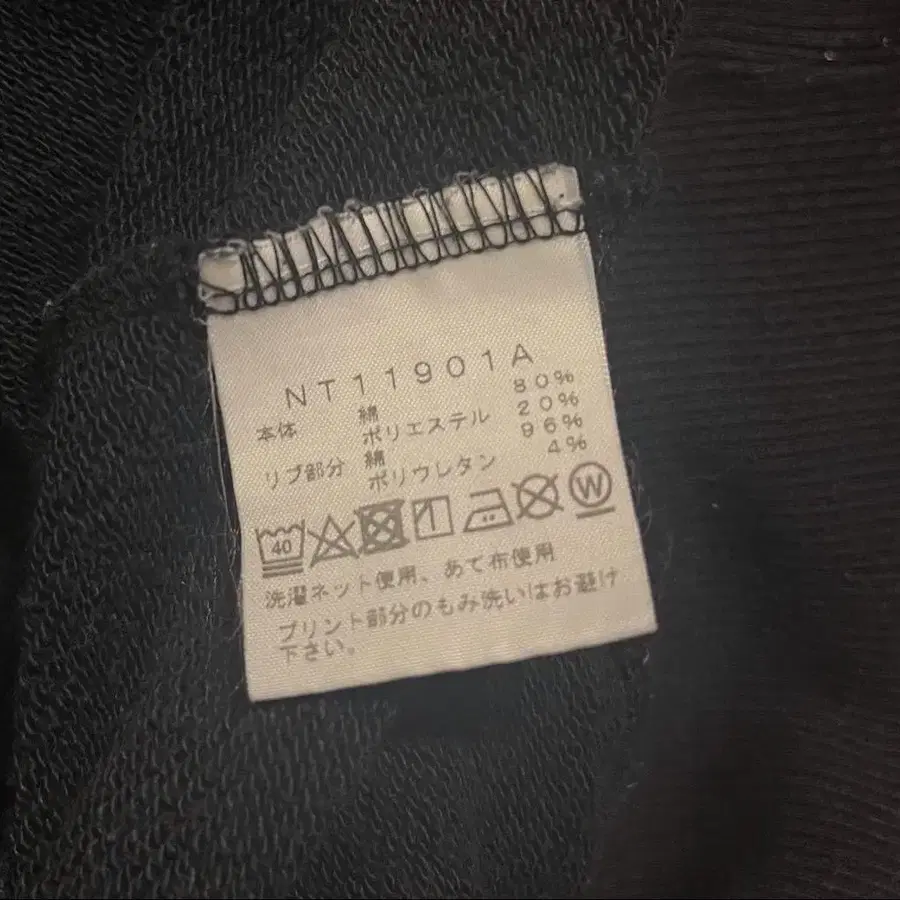 NT11901A
本体 綿 80%
ポリエステル 20%
リブ部分 綿 96%
ポリウレタン 4%
40 W
洗濯ネット使用、あて布使用
プリント部分のもみ洗いはお避け
下さい。